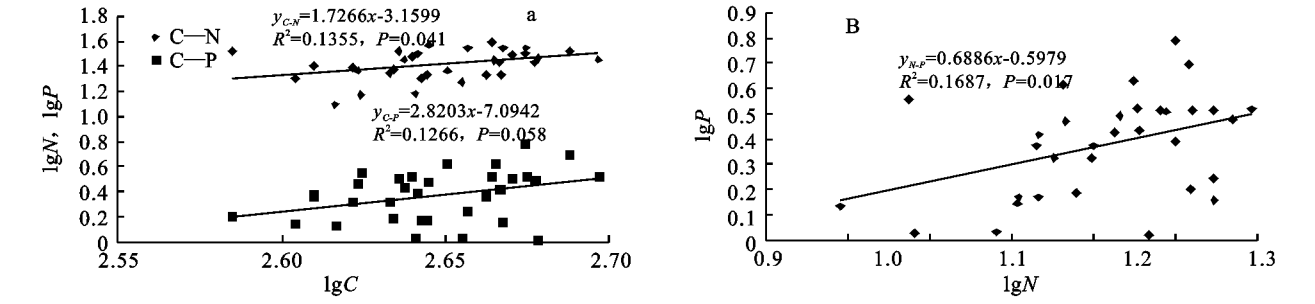 a
y_{C-N}=1.7266x-3.1599
R²=0.1355，P=0.041
C—N
C—P
y_{C-P}=2.8203x-7.0942
R²=0.1266，P=0.058
1.8
1.6
1.4
1.2
1.0
0.8
0.6
0.4
0.2
0
lgN，lgP
2.55
2.60
2.65
2.70
lgC
B
y_{N-P}=0.6886x-0.5979
R²=0.1687，P=0.017
0.9
0.8
0.7
0.6
0.5
0.4
0.3
0.2
0.1
0
lgP
0.9
1.0
1.1
1.2
1.3
lgN